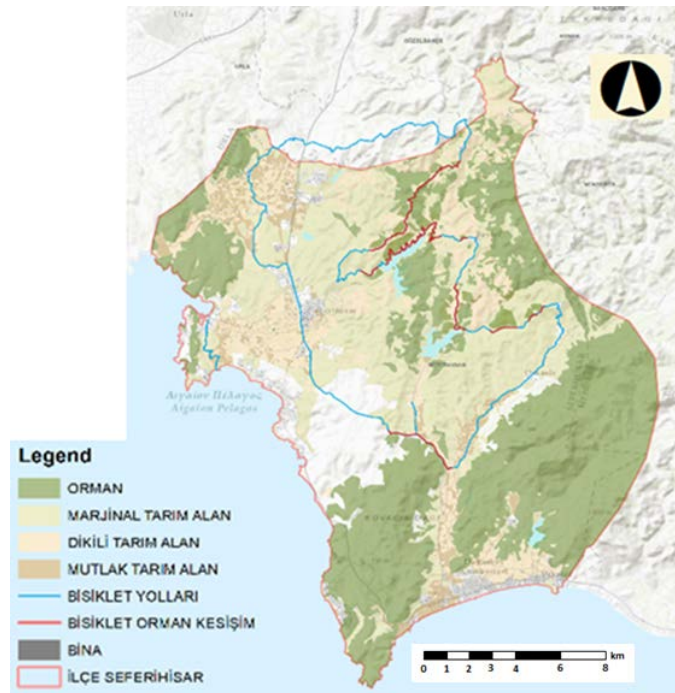 Urla
Αιγαίον Πέλαγος
Aigaion Pelagos
Legend
ORMAN
MARJİNAL TARIM ALAN
DİKİLİ TARIM ALAN
MUTLAK TARIM ALAN
BİSİKLET YOLLARI
BİSİKLET ORMAN KESİŞİM
BİNA
İLÇE SEFERİHİSAR
km
0 1 2 3 4 6 8